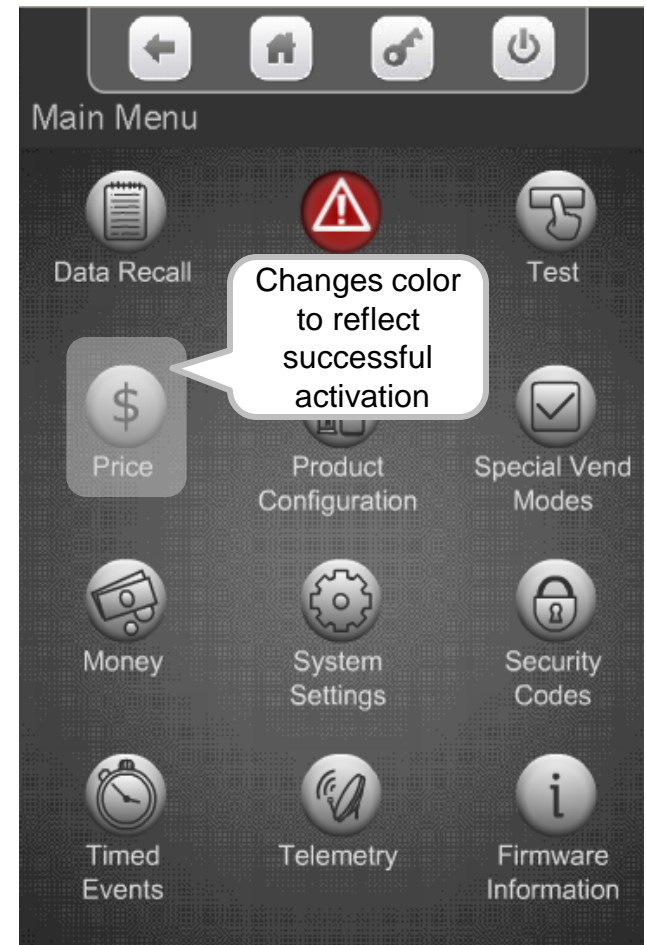 Main Menu
Data Recall
Test
Changes color
to reflect
successful
activation
$
Price
Product
Configuration
Special Vend
Modes
Money
System
Settings
Security
Codes
Timed
Events
Telemetry
i
Firmware
Information